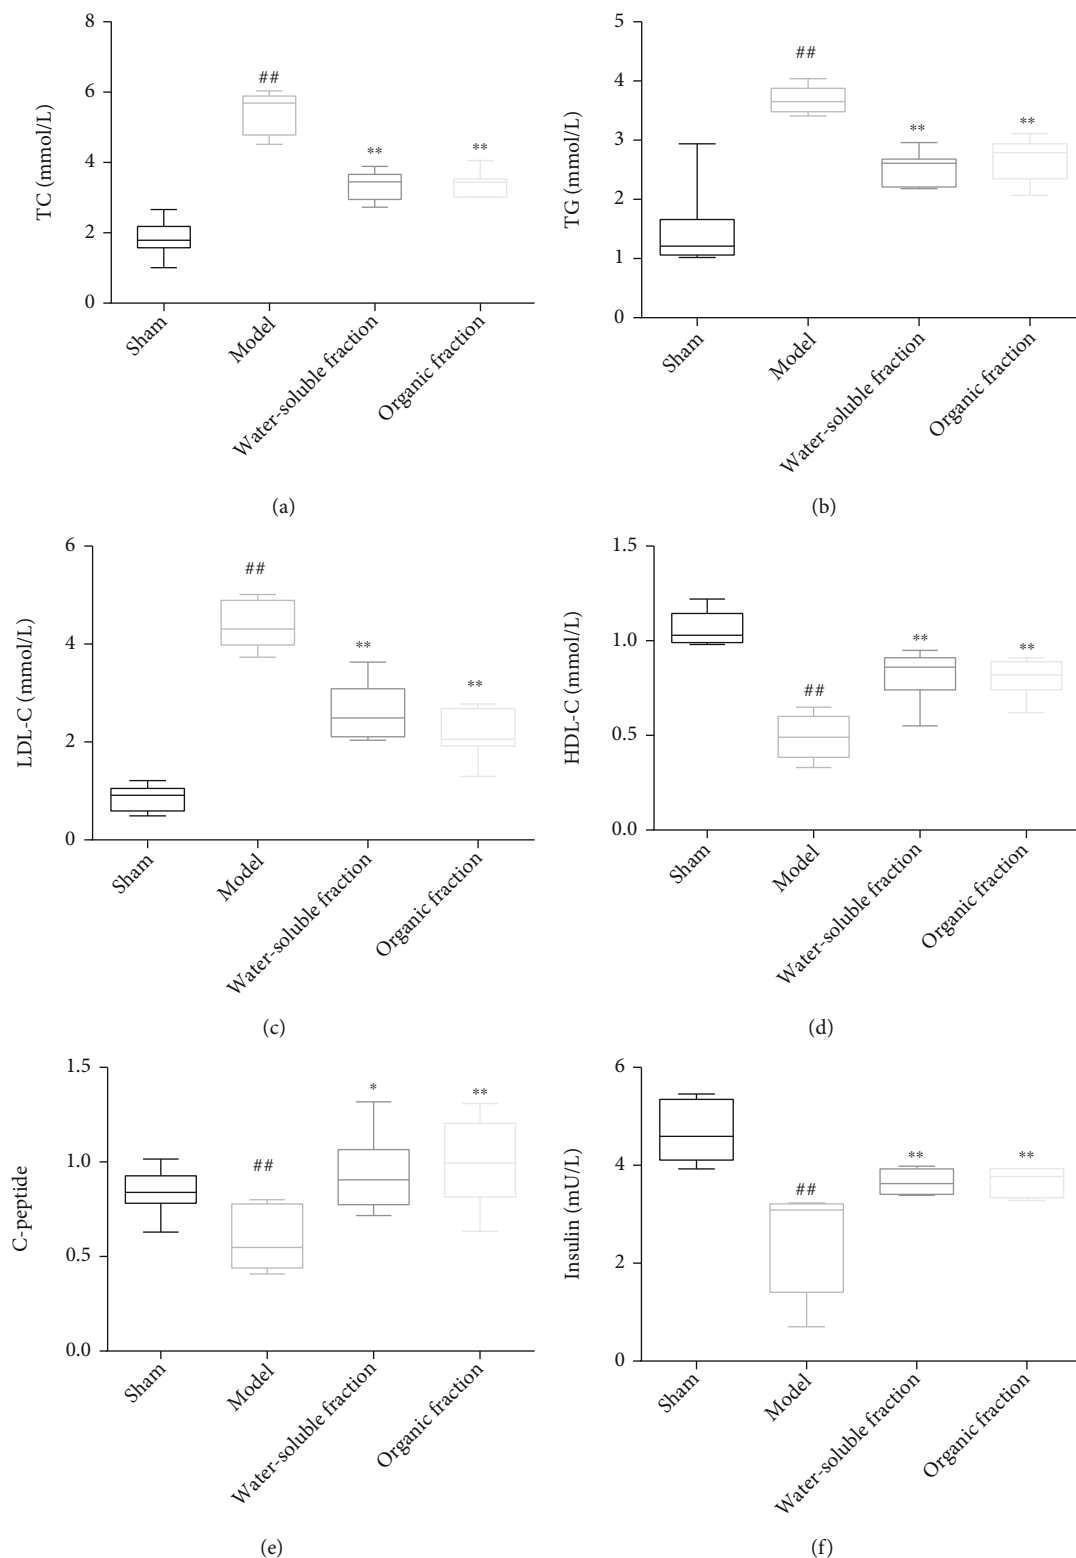 8
6
4
2
0
TC (mmol/L)
##
**
**
Sham
Model
Water-soluble fraction
Organic fraction
(a)
5
4
3
2
1
0
TG (mmol/L)
##
**
**
Sham
Model
Water-soluble fraction
Organic fraction
(b)
6
4
2
0
LDL-C (mmol/L)
##
**
**
Sham
Model
Water-soluble fraction
Organic fraction
(c)
1.5
1.0
0.5
0.0
HDL-C (mmol/L)
##
**
**
Sham
Model
Water-soluble fraction
Organic fraction
(d)
1.5
1.0
0.5
0.0
C-peptide
##
*
**
Sham
Model
Water-soluble fraction
Organic fraction
(e)
6
4
2
0
Insulin (mU/L)
##
**
**
Sham
Model
Water-soluble fraction
Organic fraction
(f)